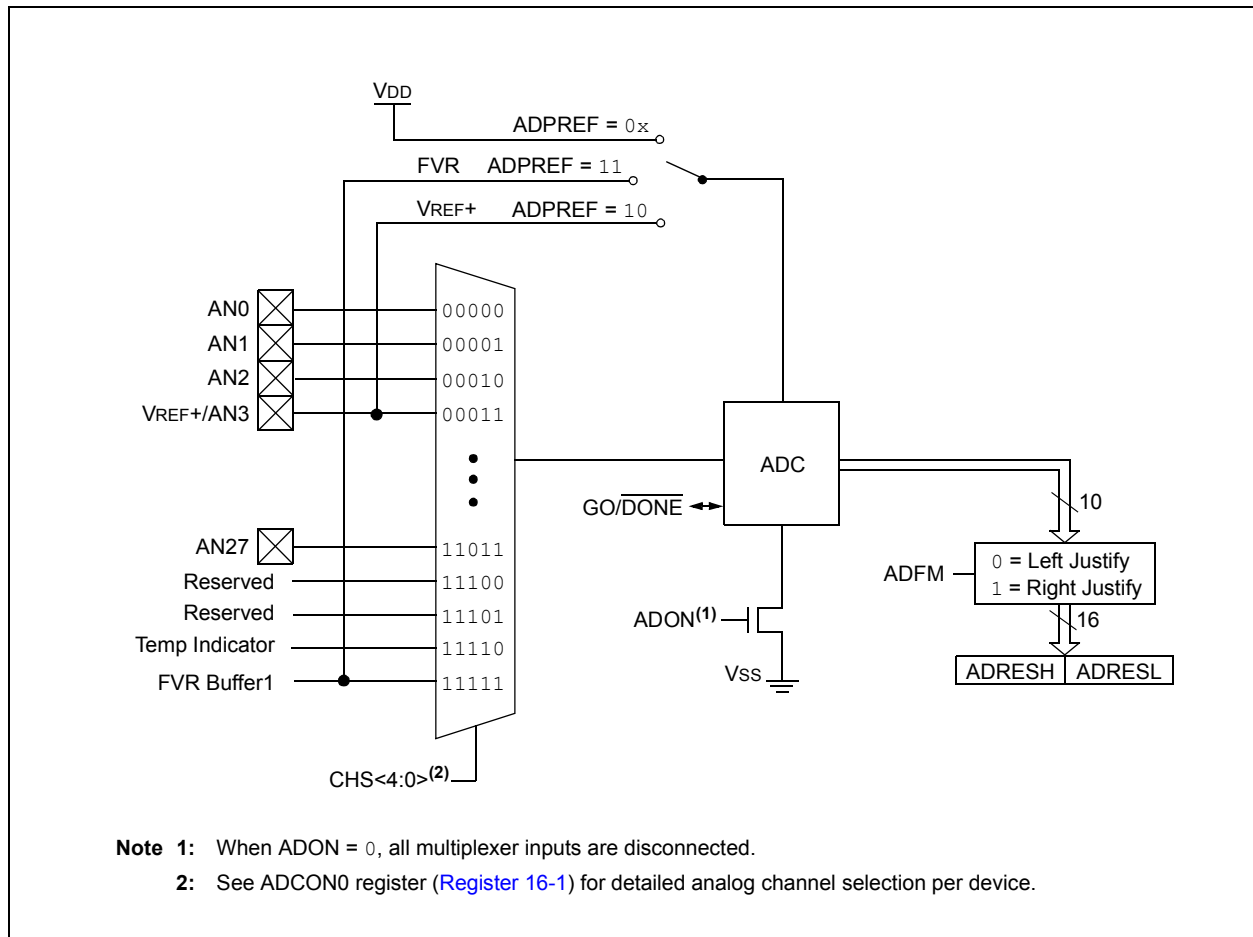 VDD
ADPREF = 0x
FVR ADPREF = 11
VREF+ ADPREF = 10
AN0 00000
AN1 00001
AN2 00010
VREF+/AN3 00011
ADC
GO/DONE
10
AN27 11011
Reserved 11100
Reserved 11101
Temp Indicator 11110
FVR Buffer1 11111
ADFM
0 = Left Justify
1 = Right Justify
16
ADON(1)
VSS
ADRESH ADRESL
CHS<4:0>(2)
Note 1: When ADON = 0, all multiplexer inputs are disconnected.
2: See ADCON0 register (Register 16-1) for detailed analog channel selection per device.